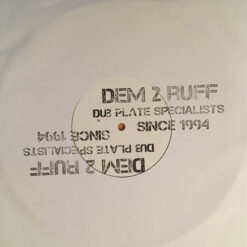 DEM 2 RUFF
DUB PLATE SPECIALISTS
SINCE 1994
DEM 2 RUFF
DUB PLATE SPECIALISTS
SINCE 1994